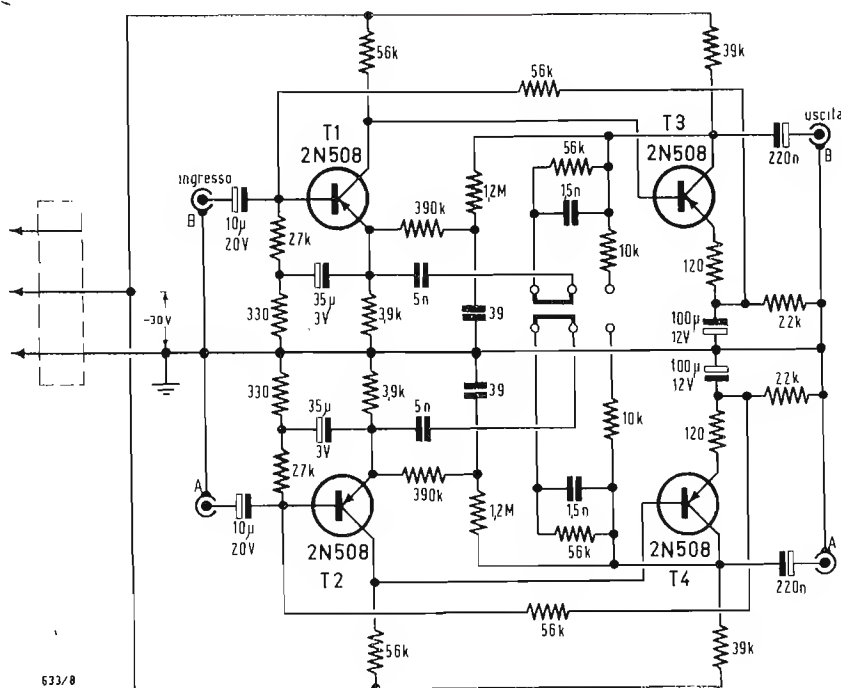 56k
39k
56k
T1
2N508
T3
2N508
uscita
B
220n
ingresso
B
10µ
20V
1,2M
56k
15n
390k
27k
10k
120
35µ
3V
5n
330
3,9k
39
-30V
100µ
12V
22k
330
3,9k
39
100µ
12V
22k
35µ
3V
5n
10k
120
27k
390k
A
10µ
20V
1,2M
1,5n
56k
2N508
T2
2N508
T4
A
220n
56k
56k
39k
633/8